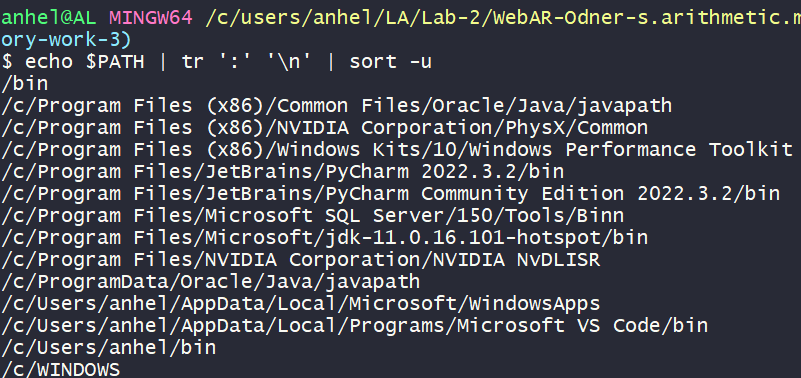 anhel@AL MINGW64 /c/users/anhel/LA/Lab-2/WebAR-Odner-s.arithmetic.m
ory-work-3)
$ echo $PATH | tr ':' '\n' | sort -u
/bin
/c/Program Files (x86)/Common Files/Oracle/Java/javapath
/c/Program Files (x86)/NVIDIA Corporation/PhysX/Common
/c/Program Files (x86)/Windows Kits/10/Windows Performance Toolkit
/c/Program Files/JetBrains/PyCharm 2022.3.2/bin
/c/Program Files/JetBrains/PyCharm Community Edition 2022.3.2/bin
/c/Program Files/Microsoft SQL Server/150/Tools/Binn
/c/Program Files/Microsoft/jdk-11.0.16.101-hotspot/bin
/c/Program Files/NVIDIA Corporation/NVIDIA NvDLISR
/c/ProgramData/Oracle/Java/javapath
/c/Users/anhel/AppData/Local/Microsoft/WindowsApps
/c/Users/anhel/AppData/Local/Programs/Microsoft VS Code/bin
/c/Users/anhel/bin
/c/WINDOWS